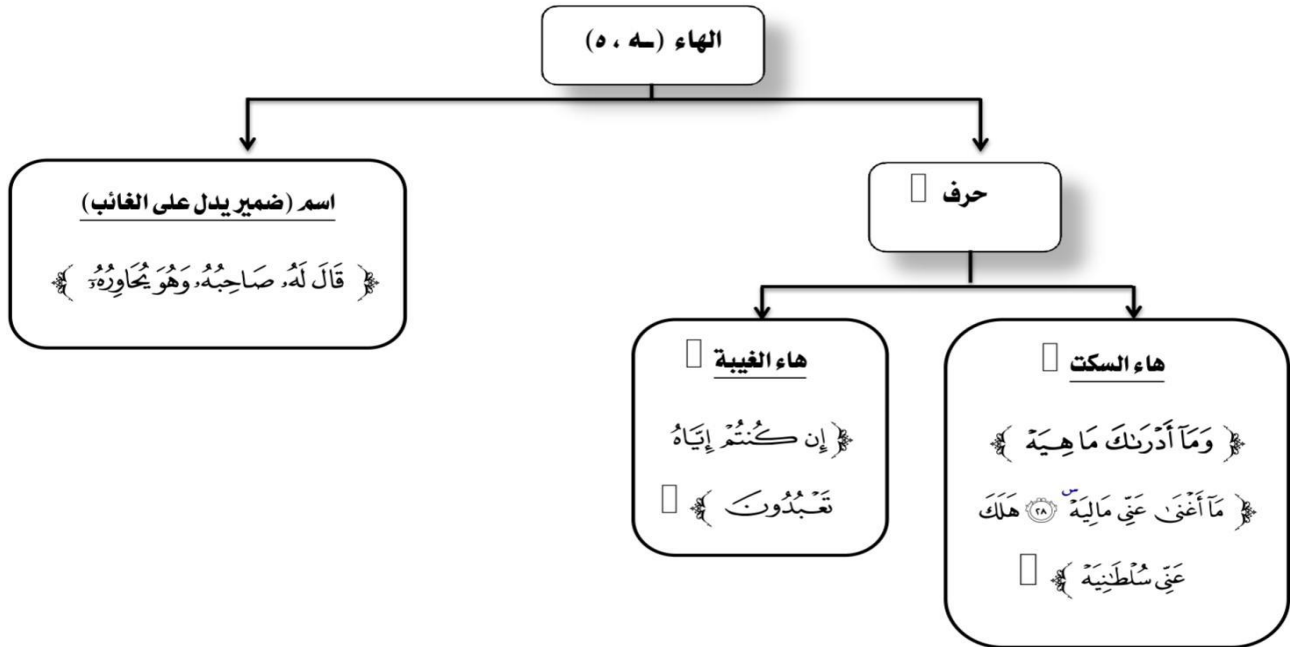 الهاء (ـه ، ه)
حرف
اسم (ضمير يدل على الغائب)
﴿ قَالَ لَهُۥ صَاحِبُهُۥ وَهُوَ يُحَاوِرُهُۥٓ ﴾
هاء السكت
﴿ وَمَآ أَدْرَىٰكَ مَا هِيَهْ ﴾
﴿ مَآ أَغْنَىٰ عَنِّى مَالِيَهْۜ ٢٨ هَلَكَ
عَنِّى سُلْطَٰنِيَهْ ﴾
هاء الغيبة
﴿ إِن كُنتُمْ إِيَّاهُ
تَعْبُدُونَ ﴾